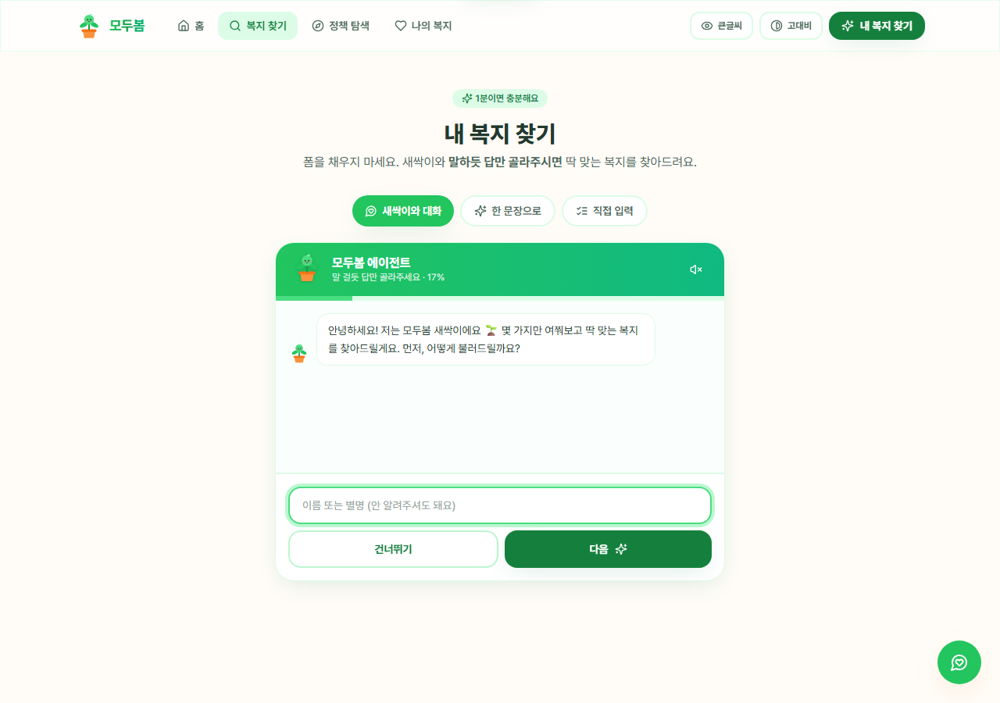 모두봄
홈
복지 찾기
정책 탐색
나의 복지
큰글씨
고대비
내 복지 찾기
1분이면 충분해요
내 복지 찾기
폼을 채우지 마세요. 새싹이와 말하듯 답만 골라주시면 딱 맞는 복지를 찾아드려요.
새싹이와 대화
한 문장으로
직접 입력
모두봄 에이전트
말 걸듯 답만 골라주세요 · 17%
안녕하세요! 저는 모두봄 새싹이에요 🌱 몇 가지만 여쭤보고 딱 맞는 복지
를 찾아드릴게요. 먼저, 어떻게 불러드릴까요?
이름 또는 별명 (안 알려주셔도 돼요)
건너뛰기
다음